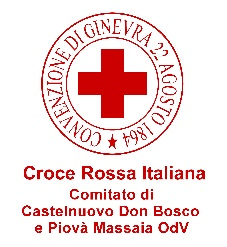 CONVENZIONE DI GINEVRA 22 AGOSTO 1864
Croce Rossa Italiana
Comitato di
Castelnuovo Don Bosco
e Piovà Massaia OdV